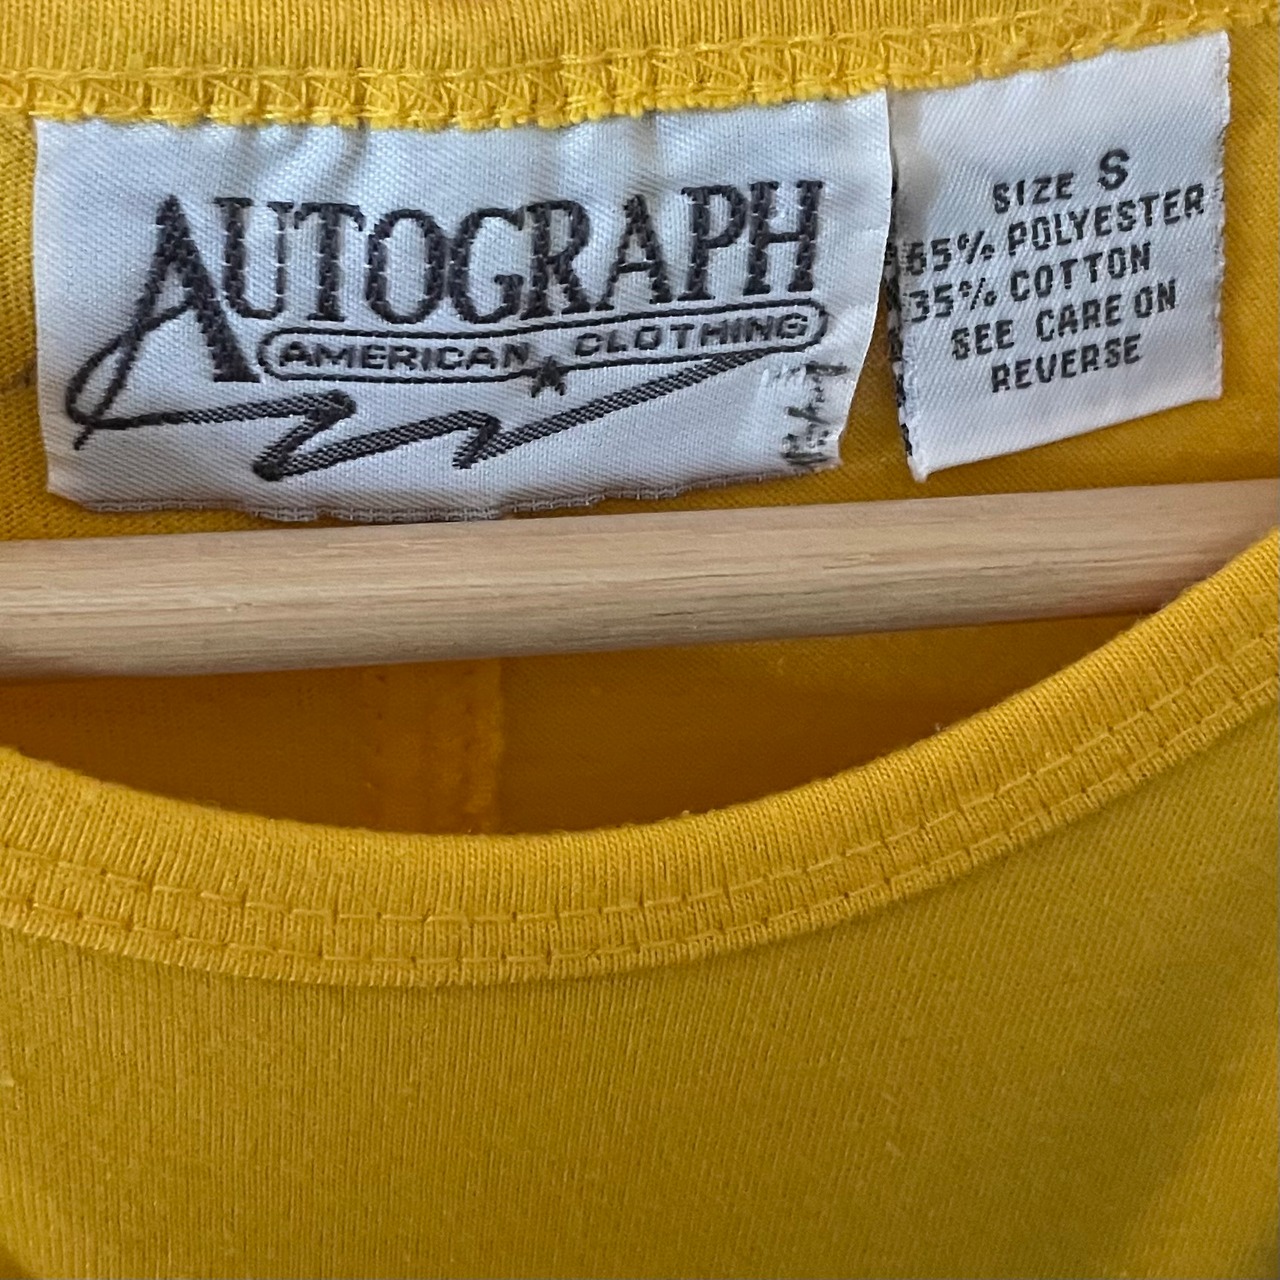 AUTOGRAPH
AMERICAN CLOTHING
SIZE S
65% POLYESTER
35% COTTON
SEE CARE ON
REVERSE